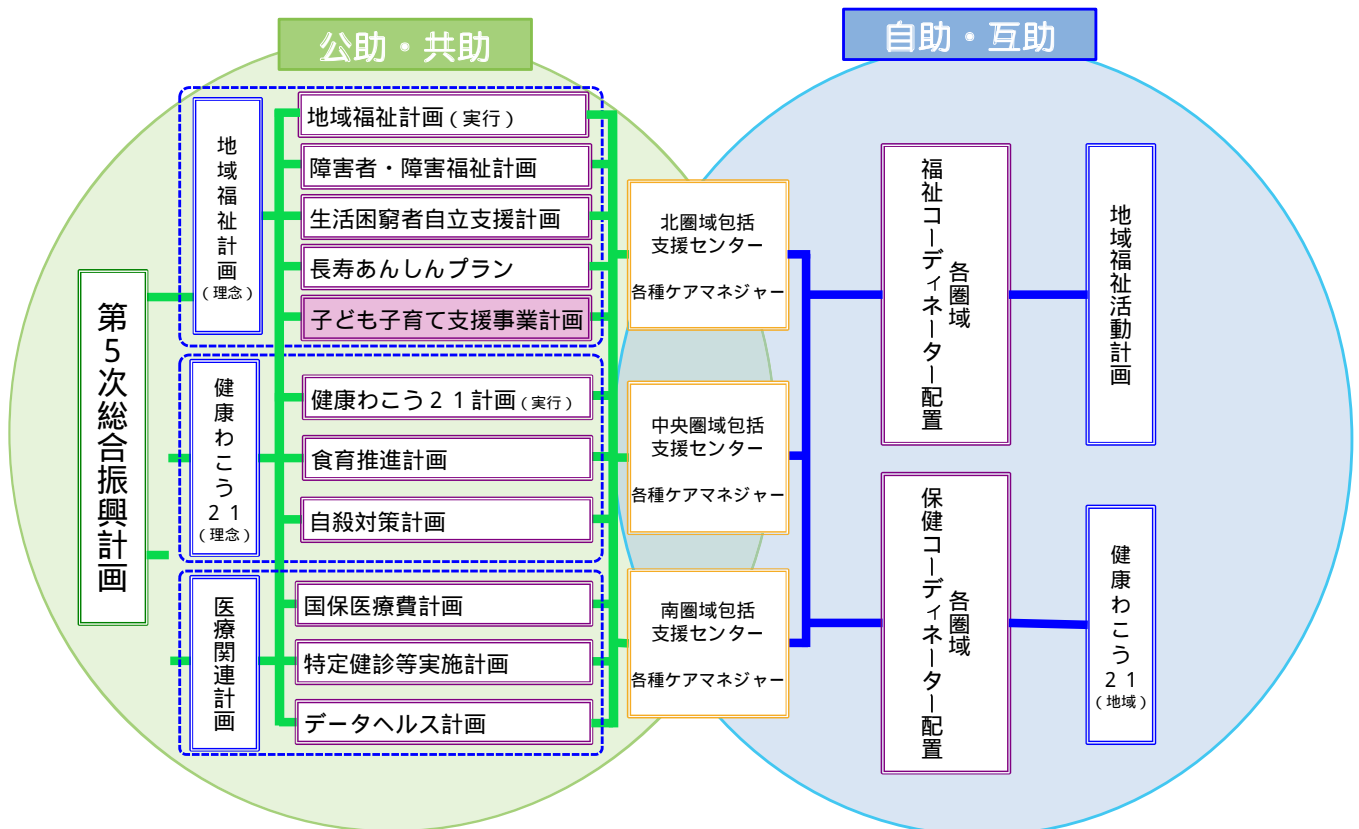 公助・共助
自助・互助
第５次総合振興計画
地域福祉計画
（理念）
地域福祉計画（実行）
障害者・障害福祉計画
生活困窮者自立支援計画
長寿あんしんプラン
子ども子育て支援事業計画
健康わこう２１
（理念）
健康わこう２１計画（実行）
食育推進計画
自殺対策計画
医療関連計画
国保医療費計画
特定健診等実施計画
データヘルス計画
北圏域包括
支援センター
各種ケアマネジャー
中央圏域包括
支援センター
各種ケアマネジャー
南圏域包括
支援センター
各種ケアマネジャー
各圏域
福祉コーディネーター配置
各圏域
保健コーディネーター配置
地域福祉活動計画
健康わこう２１
（地域）